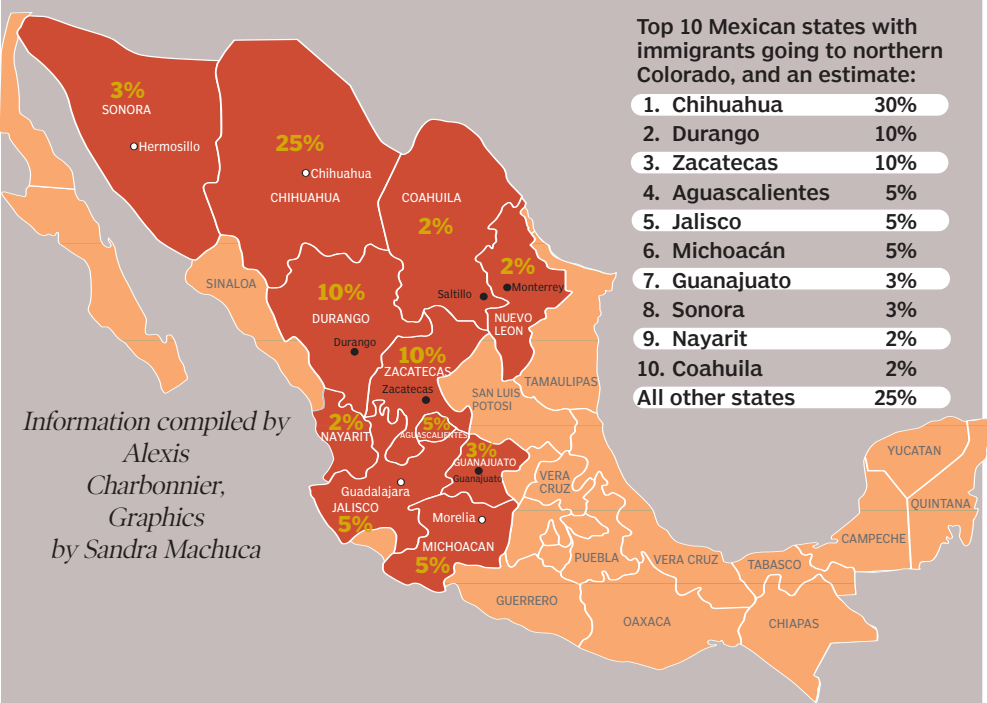 Top 10 Mexican states with
immigrants going to northern
Colorado, and an estimate:
1. Chihuahua 30%
2. Durango 10%
3. Zacatecas 10%
4. Aguascalientes 5%
5. Jalisco 5%
6. Michoacán 5%
7. Guanajuato 3%
8. Sonora 3%
9. Nayarit 2%
10. Coahuila 2%
All other states 25%
3%
SONORA
Hermosillo
25%
Chihuahua
CHIHUAHUA
COAHUILA
2%
Saltillo
2%
Monterrey
NUEVO
LEON
SINALOA
10%
DURANGO
Durango
10%
ZACATECAS
Zacatecas
SAN LUIS
POTOSI
TAMAULIPAS
2%
NAYARIT
5%
AGUASCALIENTES
3%
GUANAJUATO
Guanajuato
Guadalajara
JALISCO
5%
Morelia
MICHOACAN
5%
VERA
CRUZ
PUEBLA
VERA CRUZ
GUERRERO
OAXACA
TABASCO
CHIAPAS
CAMPECHE
YUCATAN
QUINTANA
Information compiled by
Alexis
Charbonnier,
Graphics
by Sandra Machuca